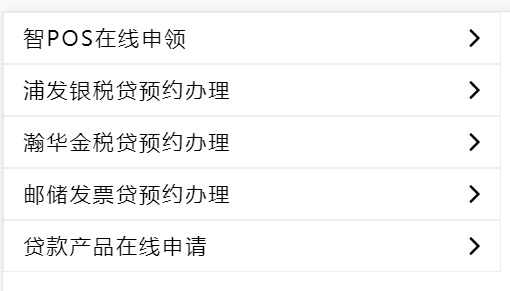 智POS在线申领
浦发银税贷预约办理
瀚华金税贷预约办理
邮储发票贷预约办理
贷款产品在线申请